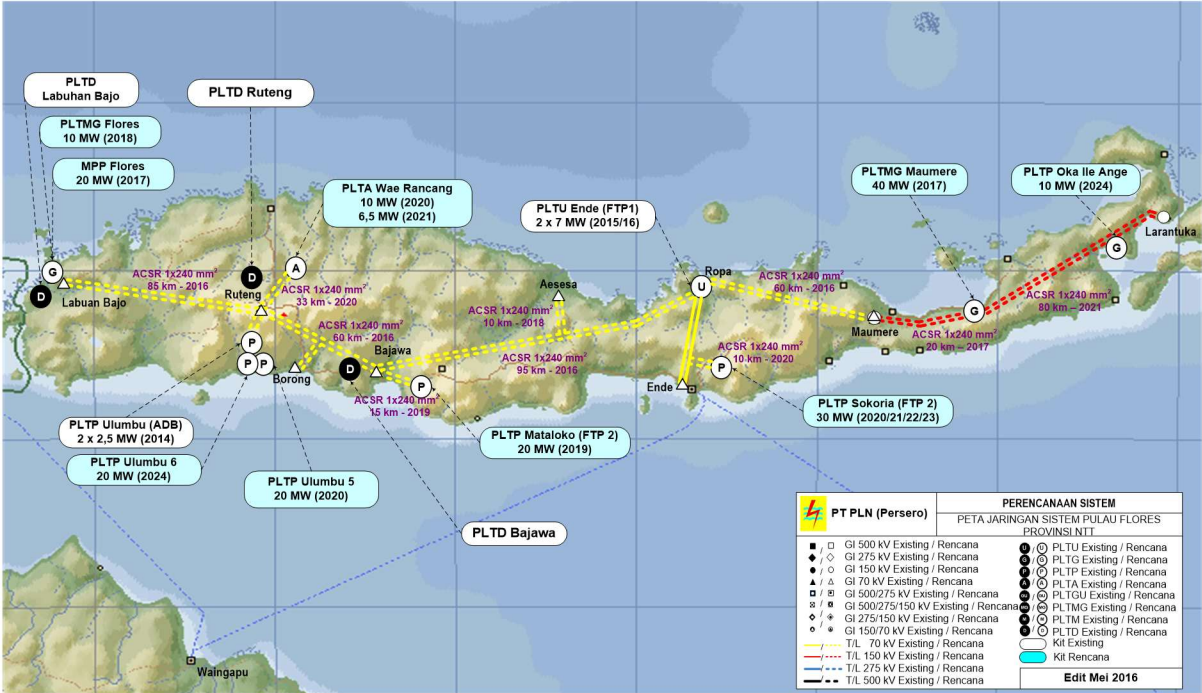 PLTD
Labuhan Bajo
PLTD Ruteng
PLTMG Flores
10 MW (2018)
MPP Flores
20 MW (2017)
PLTA Wae Rancang
10 MW (2020)
6,5 MW (2021)
PLTU Ende (FTP1)
2 x 7 MW (2015/16)
PLTMG Maumere
40 MW (2017)
PLTP Oka Ile Ange
10 MW (2024)
Larantuka
G
D
Labuan Bajo
ACSR 1x240 mm²
85 km - 2016
D
Ruteng
A
ACSR 1x240 mm²
33 km - 2020
ACSR 1x240 mm²
60 km - 2016
Aesesa
ACSR 1x240 mm²
10 km - 2018
Ropa
U
ACSR 1x240 mm²
60 km - 2016
Maumere
G
G
ACSR 1x240 mm²
80 km – 2021
ACSR 1x240 mm²
20 km – 2017
P
P
P
Borong
D
Bajawa
P
ACSR 1x240 mm²
15 km - 2019
ACSR 1x240 mm²
95 km - 2016
ACSR 1x240 mm²
10 km - 2020
Ende
P
PLTP Ulumbu (ADB)
2 x 2,5 MW (2014)
PLTP Ulumbu 6
20 MW (2024)
PLTP Ulumbu 5
20 MW (2020)
PLTP Mataloko (FTP 2)
20 MW (2019)
PLTP Sokoria (FTP 2)
30 MW (2020/21/22/23)
PLTD Bajawa
Waingapu
PT PLN (Persero)
PERENCANAAN SISTEM
PETA JARINGAN SISTEM PULAU FLORES
PROVINSI NTT
GI 500 kV Existing / Rencana
GI 275 kV Existing / Rencana
GI 150 kV Existing / Rencana
GI 70 kV Existing / Rencana
GI 500/275 kV Existing / Rencana
GI 500/275/150 kV Existing / Rencana
GI 275/150 kV Existing / Rencana
GI 150/70 kV Existing / Rencana
T/L 70 kV Existing / Rencana
T/L 150 kV Existing / Rencana
T/L 275 kV Existing / Rencana
T/L 500 kV Existing / Rencana
U / U PLTU Existing / Rencana
G / G PLTG Existing / Rencana
P / P PLTP Existing / Rencana
A / A PLTA Existing / Rencana
GU / GU PLTGU Existing / Rencana
MG / MG PLTMG Existing / Rencana
M / M PLTM Existing / Rencana
D / D PLTD Existing / Rencana
Kit Existing
Kit Rencana
Edit Mei 2016